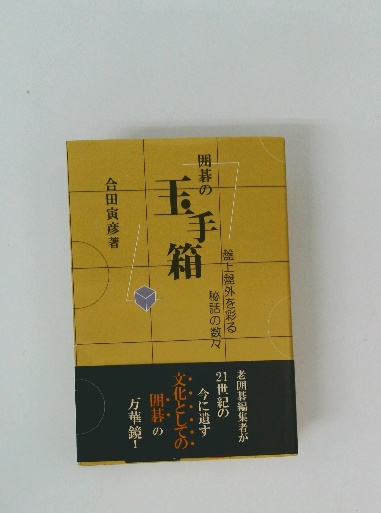 囲碁の
玉手箱
盤上盤外を彩る
秘話の数々
合田寅彦著
老囲碁編集者が
21世紀の
今に遺す
文化としての
囲碁の
万華鏡!